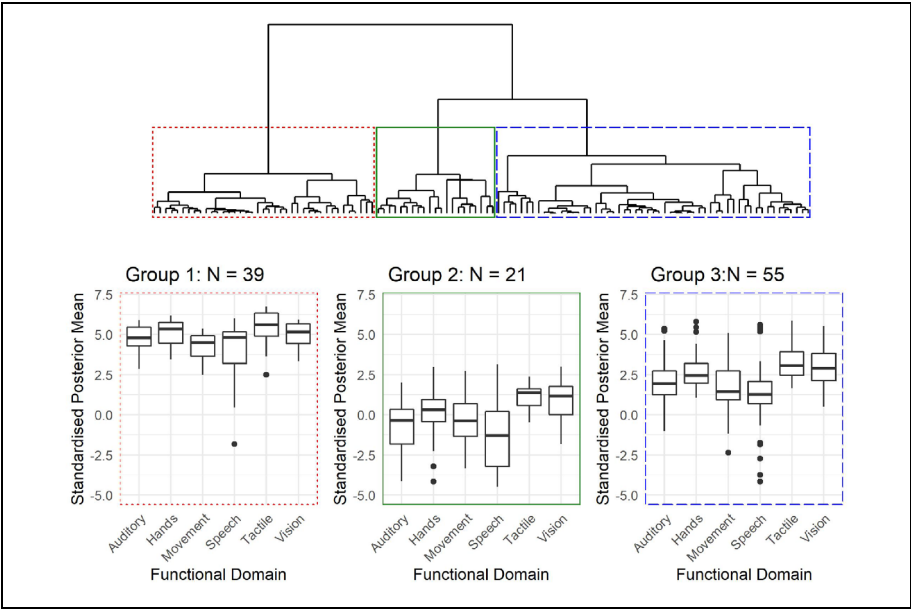 Group 1: N = 39
Group 2: N = 21
Group 3:N = 55
Standardised Posterior Mean
7.5
5.0
2.5
0.0
-2.5
-5.0
Auditory
Hands
Movement
Speech
Tactile
Vision
Functional Domain
Standardised Posterior Mean
7.5
5.0
2.5
0.0
-2.5
-5.0
Auditory
Hands
Movement
Speech
Tactile
Vision
Functional Domain
Standardised Posterior Mean
7.5
5.0
2.5
0.0
-2.5
-5.0
Auditory
Hands
Movement
Speech
Tactile
Vision
Functional Domain